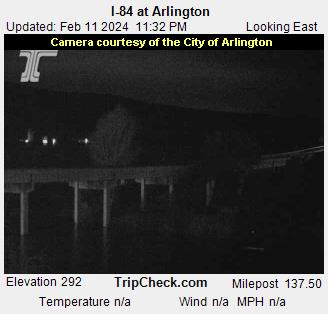 I-84 at Arlington
Updated: Feb 11 2024 11:32 PM Looking East
Camera courtesy of the City of Arlington
Elevation 292 TripCheck.com Milepost 137.50
Temperature n/a Wind n/a MPH n/a